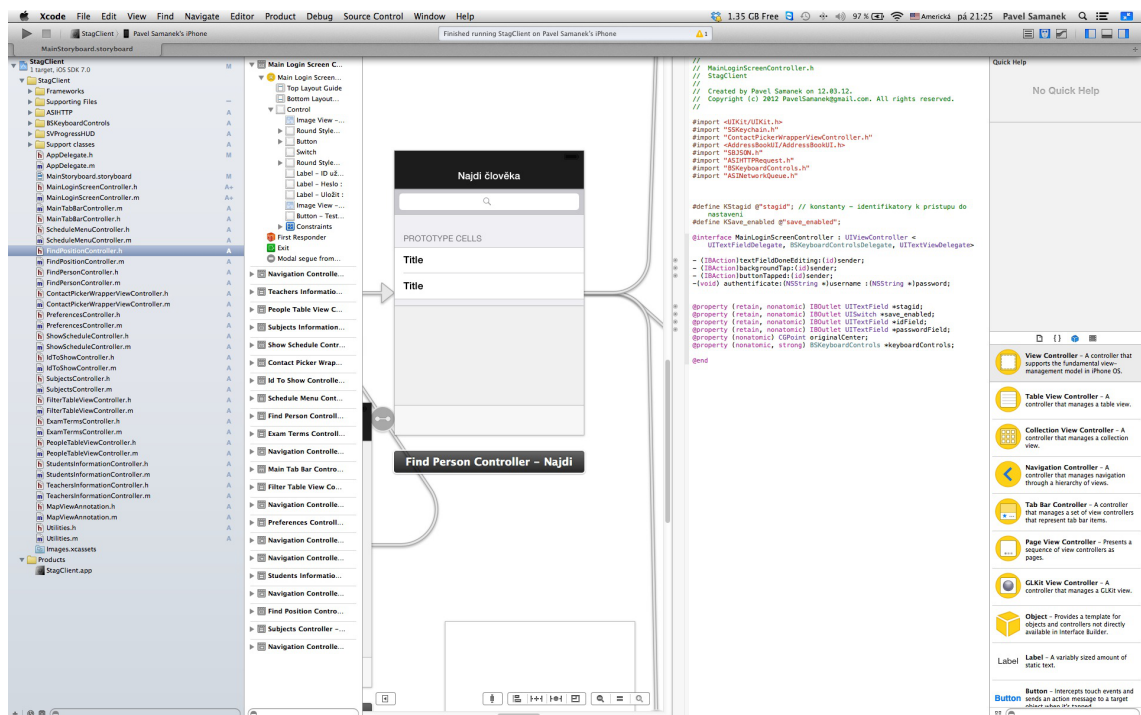 Xcode File Edit View Find Navigate Editor Product Debug Source Control Window Help
1.35 GB Free 97 % Americká pá 21:25 Pavel Samanek
StagClient Pavel Samanek's iPhone
Finished running StagClient on Pavel Samanek's iPhone
1
MainStoryboard.storyboard
StagClient M
1 target, iOS SDK 7.0
StagClient
Frameworks
Supporting Files
ASIHTTP A
BSKeyboardControls A
SVProgressHUD A
Support classes A
h AppDelegate.h M
m AppDelegate.m
MainStoryboard.storyboard M
h MainLoginScreenController.h A+
m MainLoginScreenController.m A+
m MainTabBarController.m A
h MainTabBarController.h A
h ScheduleMenuController.h A
m ScheduleMenuController.m A
h FindPositionController.h A
m FindPositionController.m A
h FindPersonController.h A
m FindPersonController.m A
h ContactPickerWrapperViewController.h A
m ContactPickerWrapperViewController.m A
h PreferencesController.h A
m PreferencesController.m A
h ShowScheduleController.h A
m ShowScheduleController.m A
h IdToShowController.h A
m IdToShowController.m A
h SubjectsController.h A
m SubjectsController.m A
h FilterTableViewController.h A
m FilterTableViewController.m A
h ExamTermsController.h A
m ExamTermsController.m A
h PeopleTableViewController.h A
m PeopleTableViewController.m A
h StudentsInformationController.h A
m StudentsInformationController.m A
h TeachersInformationController.h A
m TeachersInformationController.m A
h MapViewAnnotation.h A
m MapViewAnnotation.m A
h Utilities.h A
m Utilities.m A
Images.xcassets
Products
StagClient.app
Main Login Screen C...
Main Login Screen...
Top Layout Guide
Bottom Layout...
Control
Image View –...
Round Style...
Button
Switch
Round Style...
Label – ID už...
Label – Heslo :
Label – Uložit :
Image View –...
Button – Test...
Constraints
First Responder
Exit
Modal segue from...
Navigation Controlle...
Teachers Informatio...
People Table View C...
Subjects Information...
Show Schedule Contr...
Contact Picker Wrap...
Id To Show Controlle...
Schedule Menu Cont...
Find Person Controll...
Exam Terms Controll...
Navigation Controlle...
Main Tab Bar Contro...
Filter Table View Co...
Navigation Controlle...
Preferences Controll...
Navigation Controlle...
Navigation Controlle...
Students Informatio...
Navigation Controlle...
Find Position Contro...
Subjects Controller –...
Navigation Controlle...
Najdi člověka
PROTOTYPE CELLS
Title
Title
Find Person Controller – Najdi
//
// MainLoginScreenController.h
// StagClient
//
// Created by Pavel Samanek on 12.03.12.
// Copyright (c) 2012 PavelSamanek@gmail.com. All rights reserved.
//
#import <UIKit/UIKit.h>
#import "SSKeychain.h"
#import "ContactPickerWrapperViewController.h"
#import <AddressBookUI/AddressBookUI.h>
#import "SBJSON.h"
#import "ASIHTTPRequest.h"
#import "BSKeyboardControls.h"
#import "ASINetworkQueue.h"
#define KStagid @"stagid"; // konstanty – identifikatory k pristupu do
nastaveni
#define KSave_enabled @"save_enabled";
@interface MainLoginScreenController : UIViewController <
UITextFieldDelegate, BSKeyboardControlsDelegate, UITextViewDelegate>
- (IBAction)textFieldDoneEditing:(id)sender;
- (IBAction)backgroundTap:(id)sender;
- (IBAction)buttonTapped:(id)sender;
-(void) authentificate:(NSString *)username :(NSString *)password;
@property (retain, nonatomic) IBOutlet UITextField *stagid;
@property (retain, nonatomic) IBOutlet UISwitch *save_enabled;
@property (retain, nonatomic) IBOutlet UITextField *idField;
@property (retain, nonatomic) IBOutlet UITextField *passwordField;
@property (nonatomic) CGPoint originalCenter;
@property (nonatomic, strong) BSKeyboardControls *keyboardControls;
@end
Quick Help
No Quick Help
View Controller – A controller that
supports the fundamental view-
management model in iPhone OS.
Table View Controller – A
controller that manages a table view.
Collection View Controller – A
controller that manages a collection
view.
Navigation Controller – A
controller that manages navigation
through a hierarchy of views.
Tab Bar Controller – A controller
that manages a set of view controllers
that represent tab bar items.
Page View Controller – Presents a
sequence of view controllers as
pages.
GLKit View Controller – A
controller that manages a GLKit view.
Object – Provides a template for
objects and controllers not directly
available in Interface Builder.
Label Label – A variably sized amount of
static text.
Button Button – Intercepts touch events and
sends an action message to a target
object when it's tapped.